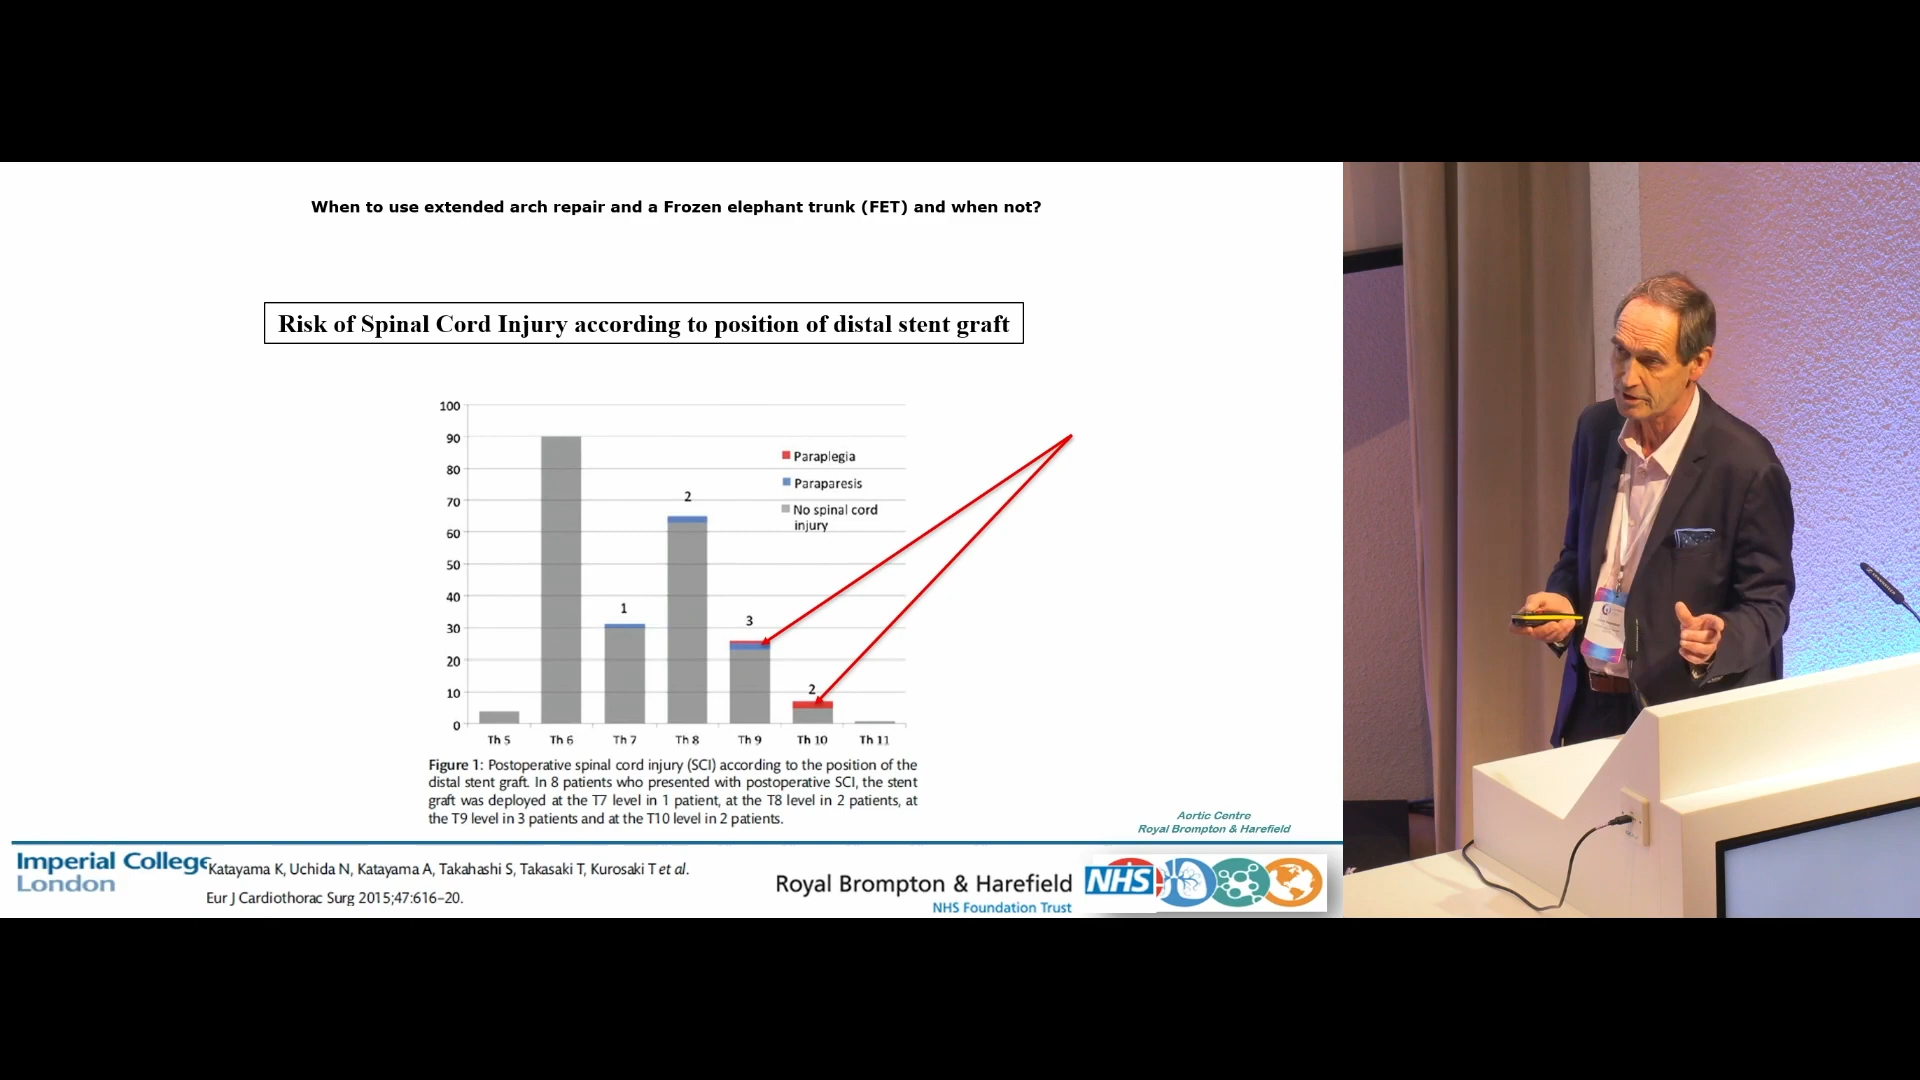 When to use extended arch repair and a Frozen elephant trunk (FET) and when not?
Risk of Spinal Cord Injury according to position of distal stent graft
100
90
80
70
60
50
40
30
20
10
0
Paraplegia
Paraparesis
No spinal cord
injury
1
2
3
2
Th 5 Th 6 Th 7 Th 8 Th 9 Th 10 Th 11
Figure 1: Postoperative spinal cord injury (SCI) according to the position of the
distal stent graft. In 8 patients who presented with postoperative SCI, the stent
graft was deployed at the T7 level in 1 patient, at the T8 level in 2 patients, at
the T9 level in 3 patients and at the T10 level in 2 patients.
Aortic Centre
Royal Brompton & Harefield
Imperial College
London
Katayama K, Uchida N, Katayama A, Takahashi S, Takasaki T, Kurosaki T et al.
Eur J Cardiothorac Surg 2015;47:616–20.
Royal Brompton & Harefield
NHS Foundation Trust
NHS